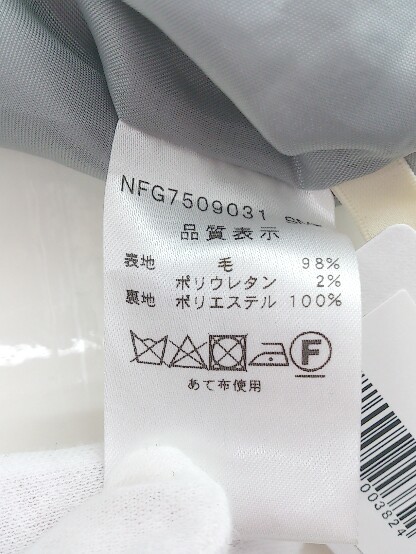 NFG7509031
品質表示
表地 毛 98%
ポリウレタン 2%
裏地 ポリエステル 100%
F
あて布使用
003824